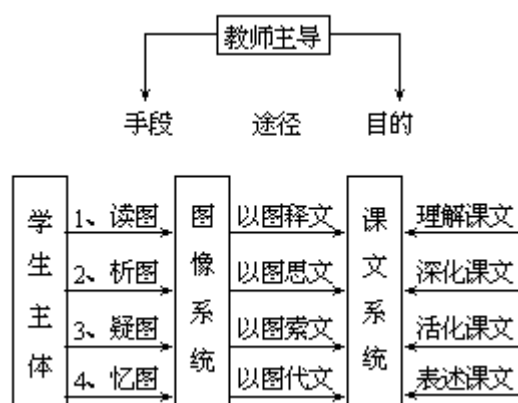 教师主导
手段 途径 目的
学生主体
1、读图
2、析图
3、疑图
4、忆图
图像系统
以图释文
以图思文
以图索文
以图代文
课文系统
理解课文
深化课文
活化课文
表述课文